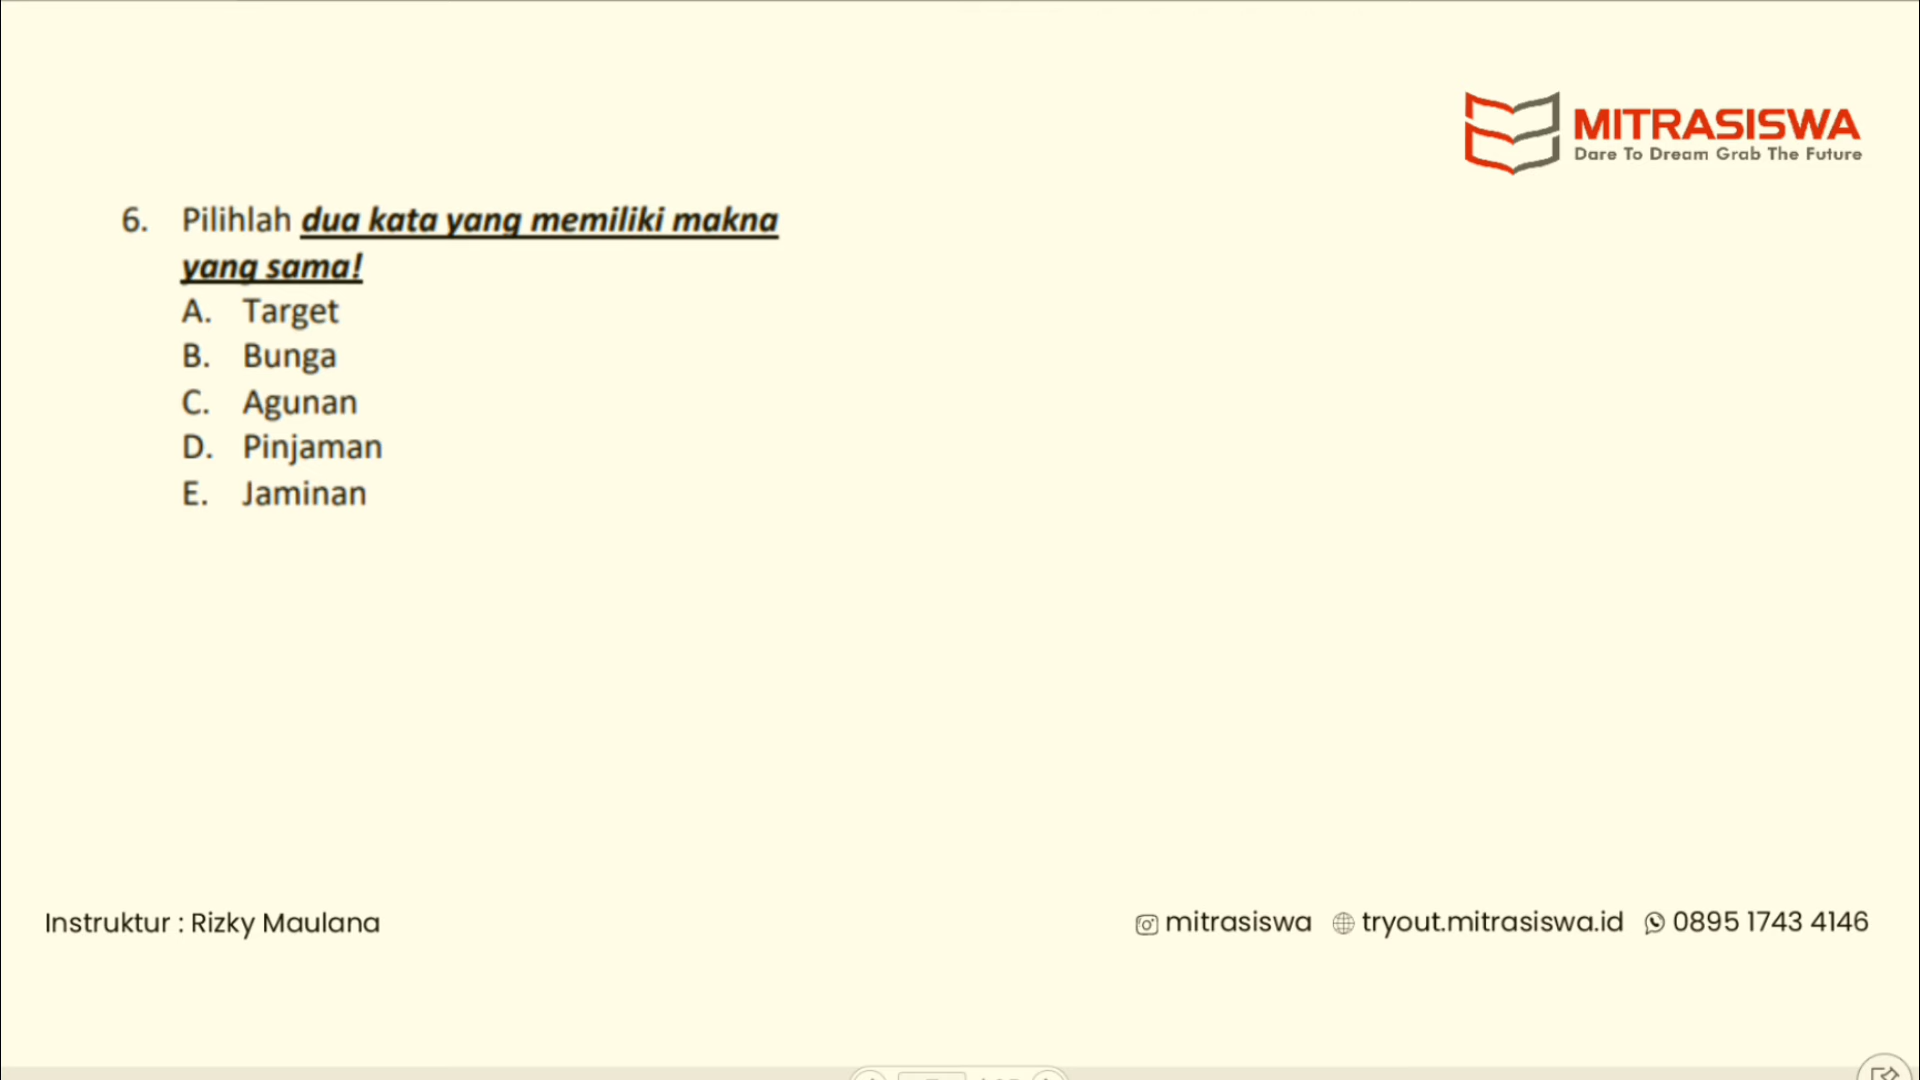 MITRASISWA
Dare To Dream Grab The Future
6. Pilihlah dua kata yang memiliki makna
yang sama!
A. Target
B. Bunga
C. Agunan
D. Pinjaman
E. Jaminan
Instruktur : Rizky Maulana
mitrasiswa tryout.mitrasiswa.id 0895 1743 4146